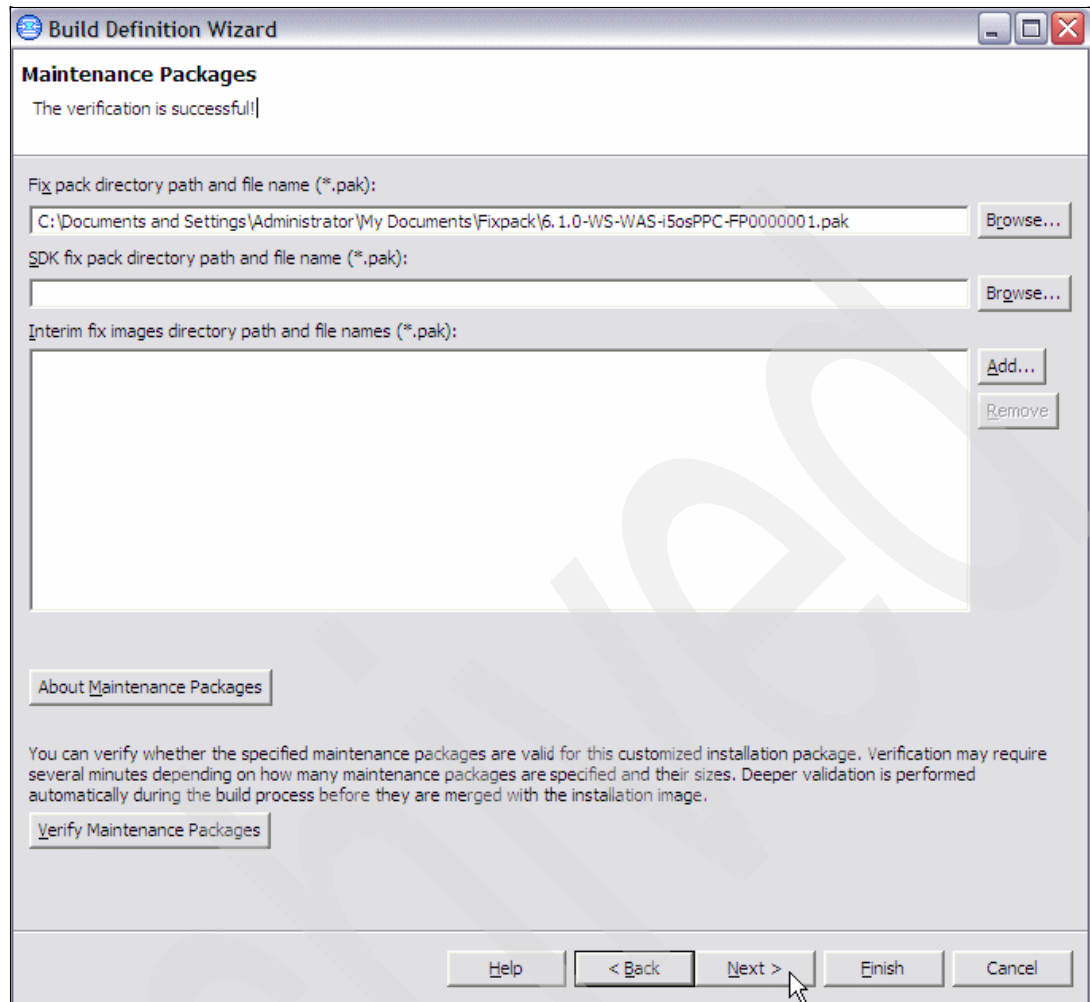 Build Definition Wizard
Maintenance Packages
The verification is successful!
Fix pack directory path and file name (*.pak):
C:\Documents and Settings\Administrator\My Documents\Fixpack\6.1.0-WS-WAS-i5osPPC-FP0000001.pak
Browse...
SDK fix pack directory path and file name (*.pak):
Browse...
Interim fix images directory path and file names (*.pak):
Add...
Remove
About Maintenance Packages
You can verify whether the specified maintenance packages are valid for this customized installation package. Verification may require
several minutes depending on how many maintenance packages are specified and their sizes. Deeper validation is performed
automatically during the build process before they are merged with the installation image.
Verify Maintenance Packages
Help
< Back
Next >
Finish
Cancel